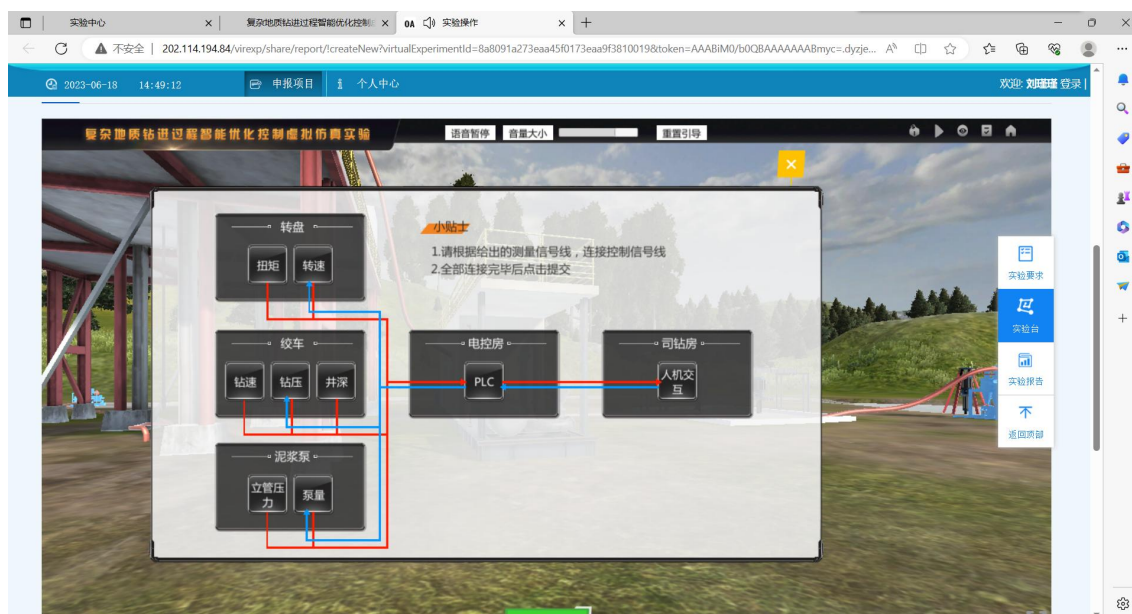 实验中心
复杂地质钻进过程智能优化控制
实验操作
不安全
202.114.194.84/virexp/share/report/!createNew?virtualExperimentId=8a8091a273eaa45f0173eaa9f3810019&token=AAABiM0/b0QBAAAAAAABmyc=.dyzje...
2023-06-18 14:49:12
申报项目
个人中心
欢迎: 刘瑾瑾 登录|
复杂地质钻进过程智能优化控制虚拟仿真实验
语音暂停
音量大小
重置引导
转盘
扭矩
转速
小贴士
1.请根据给出的测量信号线，连接控制信号线
2.全部连接完毕后点击提交
绞车
钻速
钻压
井深
电控房
PLC
司钻房
人机交
互
泥浆泵
立管压
力
泵量
实验要求
实验台
实验报告
返回顶部